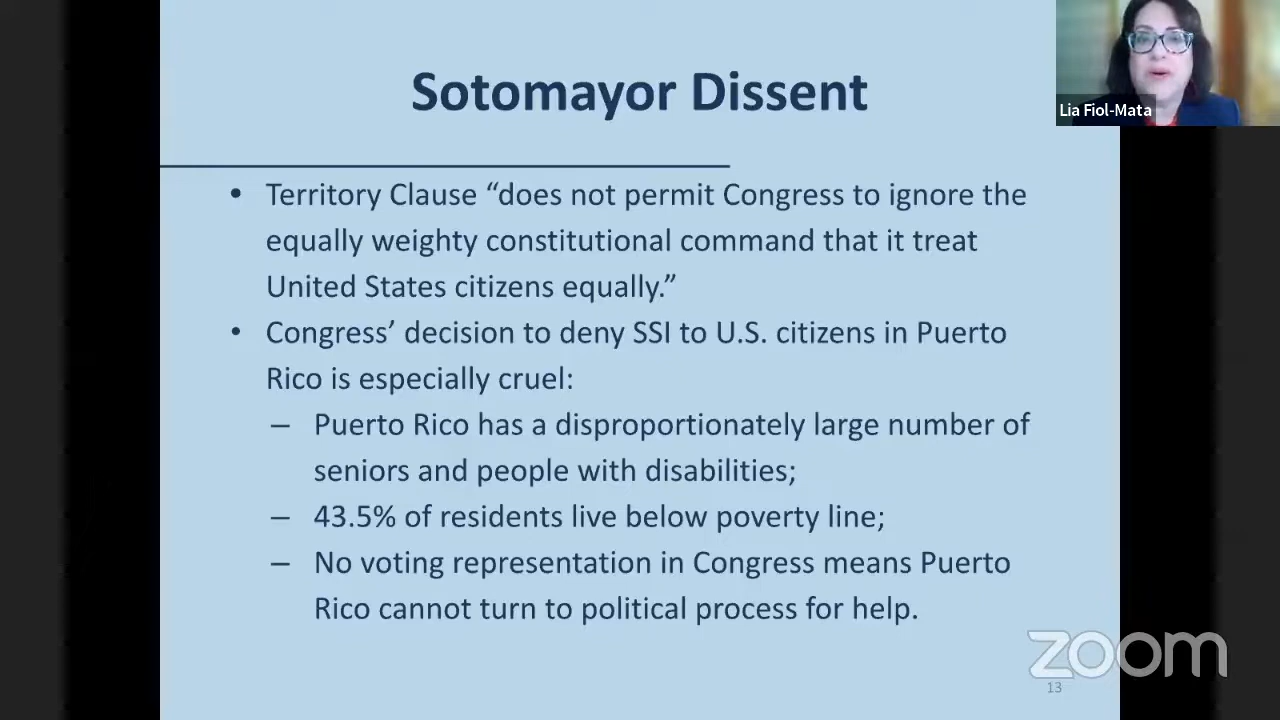 Sotomayor Dissent
Lia Fiol-Mata
• Territory Clause “does not permit Congress to ignore the
equally weighty constitutional command that it treat
United States citizens equally.”
• Congress’ decision to deny SSI to U.S. citizens in Puerto
Rico is especially cruel:
– Puerto Rico has a disproportionately large number of
seniors and people with disabilities;
– 43.5% of residents live below poverty line;
– No voting representation in Congress means Puerto
Rico cannot turn to political process for help.
zoom
13